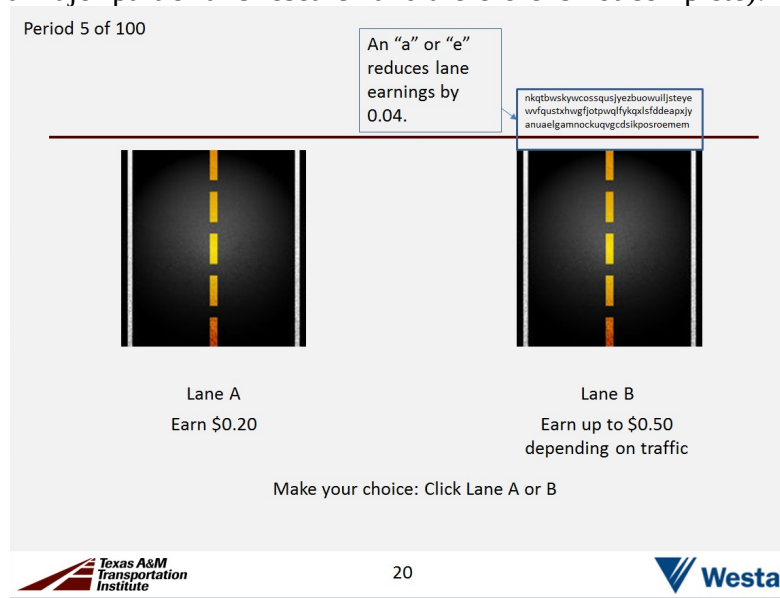 Period 5 of 100
An “a” or “e”
reduces lane
earnings by
0.04.
nkqtbwskywcossqusjyezbuowuiljsteye
wvfqustxhwgfjotpwqlfykqxlsfddeapxjy
anuaelgamnockuqvgcdsikposroemem
Lane A
Earn $0.20
Lane B
Earn up to $0.50
depending on traffic
Make your choice: Click Lane A or B
Texas A&M
Transportation
Institute
20
Westa